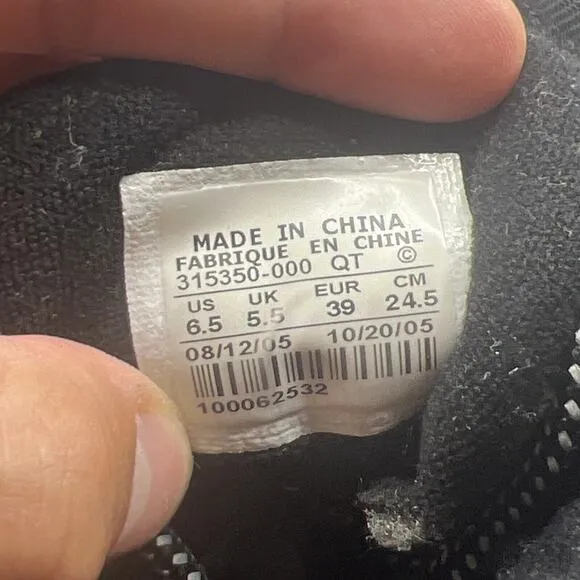 MADE IN CHINA
FABRIQUE EN CHINE
315350-000 QT ©
US UK EUR CM
6.5 5.5 39 24.5
08/12/05 10/20/05
100062532